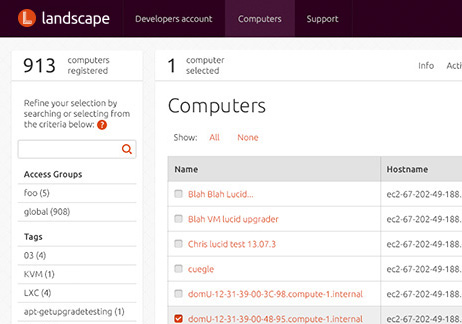 landscape
Developers account
Computers
Support
913 computers
registered
1 computer
selected
Info
Refine your selection by
searching or selecting from
the criteria below: ?
Access Groups
foo (5)
global (908)
Tags
03 (4)
KVM (1)
LXC (4)
apt-getupgradetesting (1)
Computers
Show: All None
Name Hostname
Blah Blah Lucid... ec2-67-202-49-188.
Blah VM lucid upgrader ec2-67-202-49-188.
Chris lucid test 13.07.3 ec2-67-202-49-188.
cuegle ec2-67-202-49-188.
domU-12-31-39-00-3C-98.compute-1.internal ec2-67-202-49-188.
domU-12-31-39-00-48-95.compute-1.internal ec2-67-202-49-188.